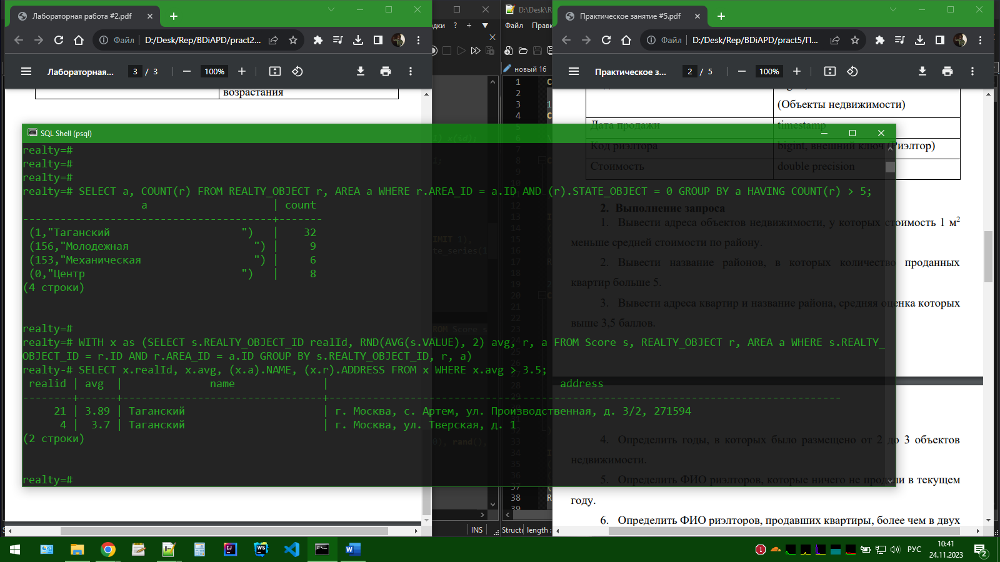 Лабораторная работа #2.pdf
Практическое занятие #5.pdf
D:\Desk\R
Файл D:/Desk/Rep/BDiAPD/pract2...
дки ? +
Файл Правк
Файл D:/Desk/Rep/BDiAPD/pract5/П...
Лабораторная... 3 / 3 100%
новый 16
Практическое з... 2 / 5 100%
возрастания
(Объекты недвижимости)
Дата продажи timestamp
Код риэлтора bigint, внешний ключ (Риэлтор)
Стоимость double precision
SQL Shell (psql)
realty=#
realty=#
realty=#
realty=# SELECT a, COUNT(r) FROM REALTY_OBJECT r, AREA a WHERE r.AREA_ID = a.ID AND (r).STATE_OBJECT = 0 GROUP BY a HAVING COUNT(r) > 5;
a | count
----------------------------------------+-------
(1,"Таганский ") | 32
(156,"Молодежная ") | 9
(153,"Механическая ") | 6
(0,"Центр ") | 8
(4 строки)
realty=#
realty=# WITH x as (SELECT s.REALTY_OBJECT_ID realId, RND(AVG(s.VALUE), 2) avg, r, a FROM Score s, REALTY_OBJECT r, AREA a WHERE s.REALTY_
OBJECT_ID = r.ID AND r.AREA_ID = a.ID GROUP BY s.REALTY_OBJECT_ID, r, a)
realty-# SELECT x.realId, x.avg, (x.a).NAME, (x.r).ADDRESS FROM x WHERE x.avg > 3.5;
realid | avg | name | address
21 | 3.89 | Таганский | г. Москва, с. Артем, ул. Производственная, д. 3/2, 271594
4 | 3.7 | Таганский | г. Москва, ул. Тверская, д. 1
(2 строки)
realty=#
2. Выполнение запроса
1. Вывести адреса объектов недвижимости, у которых стоимость 1 м2
меньше средней стоимости по району.
2. Вывести название районов, в которых количество проданных
квартир больше 5.
3. Вывести адреса квартир и название района, средняя оценка которых
выше 3,5 баллов.
4. Определить годы, в которых было размещено от 2 до 3 объектов
недвижимости.
5. Определить ФИО риэлторов, которые ничего не продали в текущем
году.
6. Определить ФИО риэлторов, продавших квартиры, более чем в двух
INS
length :
РУС
10:41
24.11.2023
2